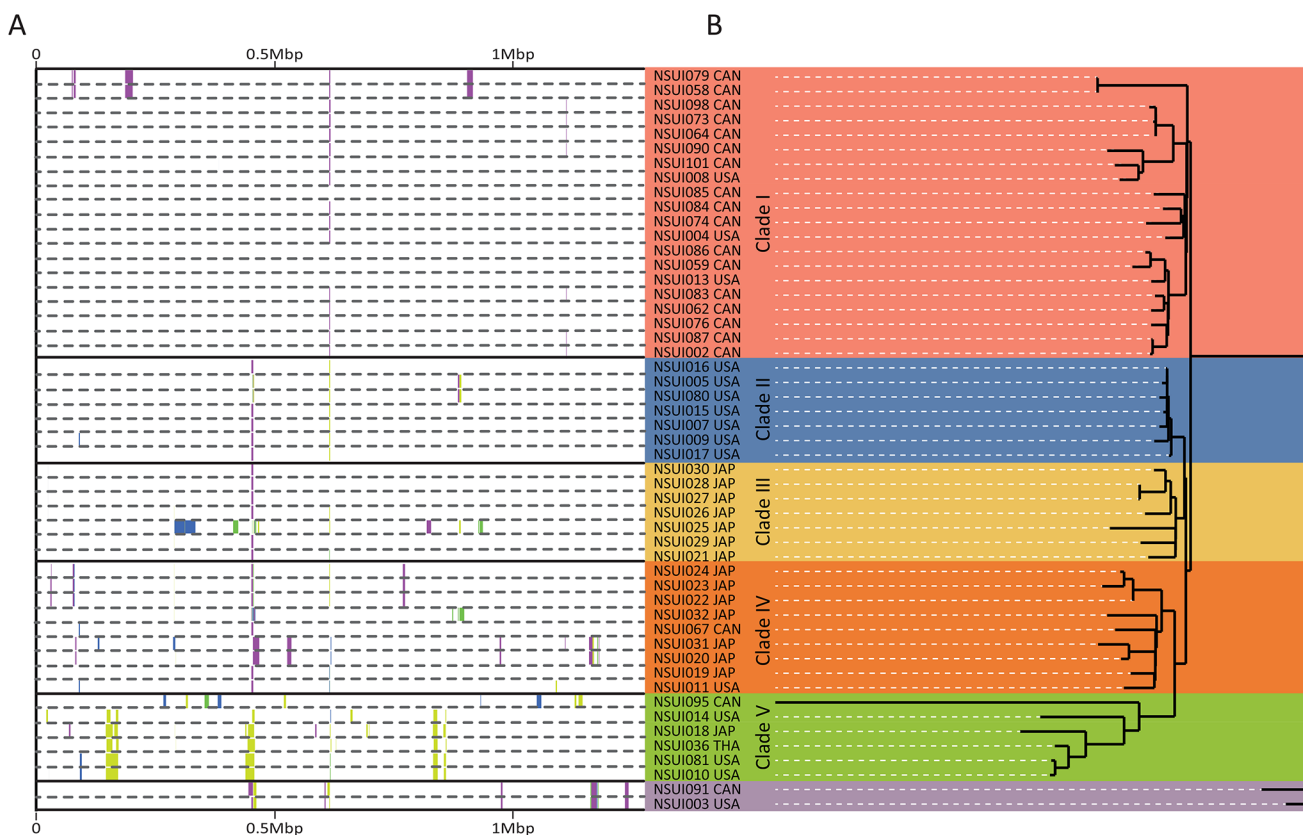 A
B
0 0.5Mbp 1Mbp
NSUI079 CAN
NSUI058 CAN
NSUI098 CAN
NSUI073 CAN
NSUI064 CAN
NSUI090 CAN
NSUI101 CAN
NSUI008 USA
NSUI085 CAN
NSUI084 CAN
NSUI074 CAN
NSUI004 USA
NSUI086 CAN
NSUI059 CAN
NSUI013 USA
NSUI083 CAN
NSUI062 CAN
NSUI076 CAN
NSUI087 CAN
NSUI002 CAN
Clade I
NSUI016 USA
NSUI005 USA
NSUI080 USA
NSUI015 USA
NSUI007 USA
NSUI009 USA
NSUI017 USA
Clade II
NSUI030 JAP
NSUI028 JAP
NSUI027 JAP
NSUI026 JAP
NSUI025 JAP
NSUI029 JAP
NSUI021 JAP
Clade III
NSUI024 JAP
NSUI023 JAP
NSUI022 JAP
NSUI032 JAP
NSUI067 CAN
NSUI031 JAP
NSUI020 JAP
NSUI019 JAP
NSUI011 USA
Clade IV
NSUI095 CAN
NSUI014 USA
NSUI018 JAP
NSUI036 THA
NSUI081 USA
NSUI010 USA
Clade V
NSUI091 CAN
NSUI003 USA
0 0.5Mbp 1Mbp